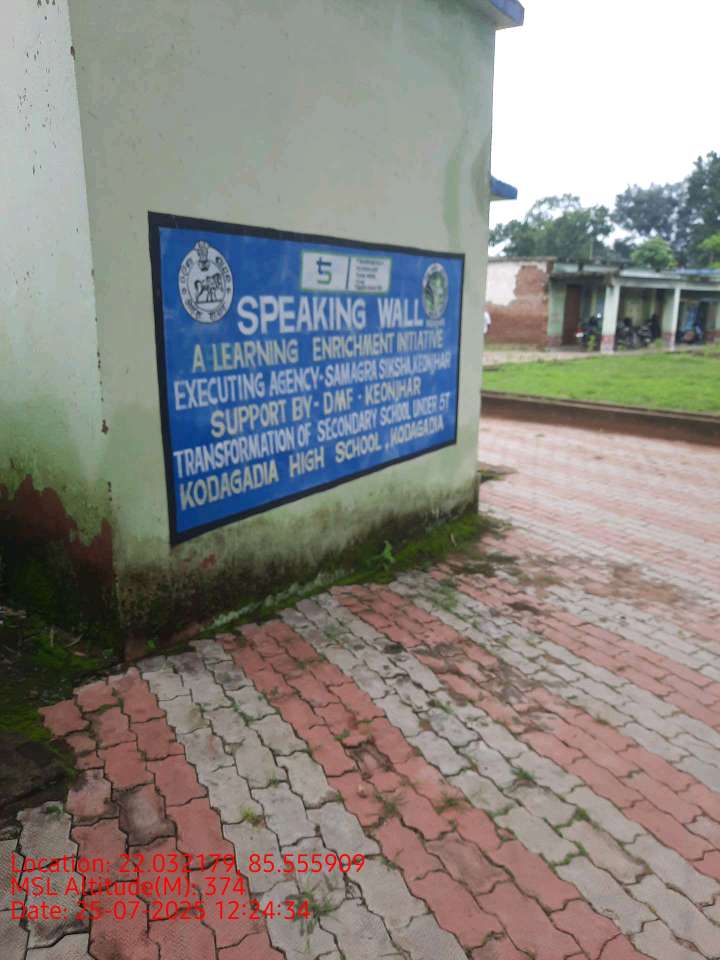 5T
SPEAKING WALL
A LEARNING ENRICHMENT INITIATIVE
EXECUTING AGENCY-SAMAGRA SIKSHA, KEONJHAR
SUPPORT BY-DMF-KEONJHAR
TRANSFORMATION OF SECONDARY SCHOOL UNDER 5T
KODAGADIA HIGH SCHOOL, KODAGADIA
Location: 22.032179, 85.555909
MSL Altitude(M): 374
Date: 25-07-2025 12:24:34